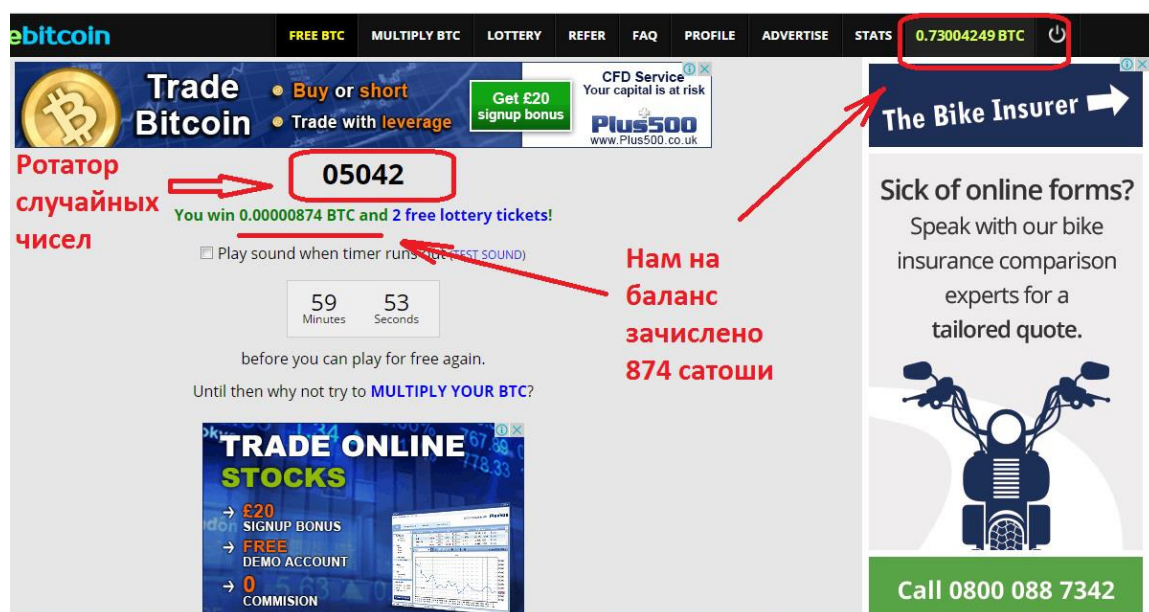 ebitcoin
FREE BTC MULTIPLY BTC LOTTERY REFER FAQ PROFILE ADVERTISE STATS 0.73004249 BTC
Trade
Bitcoin
Buy or short
Trade with leverage
Get £20
signup bonus
CFD Service
Your capital is at risk
Plus500
www.Plus500.co.uk
The Bike Insurer
Ротатор
случайных
чисел
05042
You win 0.00000874 BTC and 2 free lottery tickets!
Play sound when timer runs out (TEST SOUND)
59 53
Minutes Seconds
before you can play for free again.
Until then why not try to MULTIPLY YOUR BTC?
Нам на
баланс
зачислено
874 сатоши
Sick of online forms?
Speak with our bike
insurance comparison
experts for a
tailored quote.
TRADE ONLINE
STOCKS
£20
SIGNUP BONUS
FREE
DEMO ACCOUNT
0
COMMISION
Call 0800 088 7342